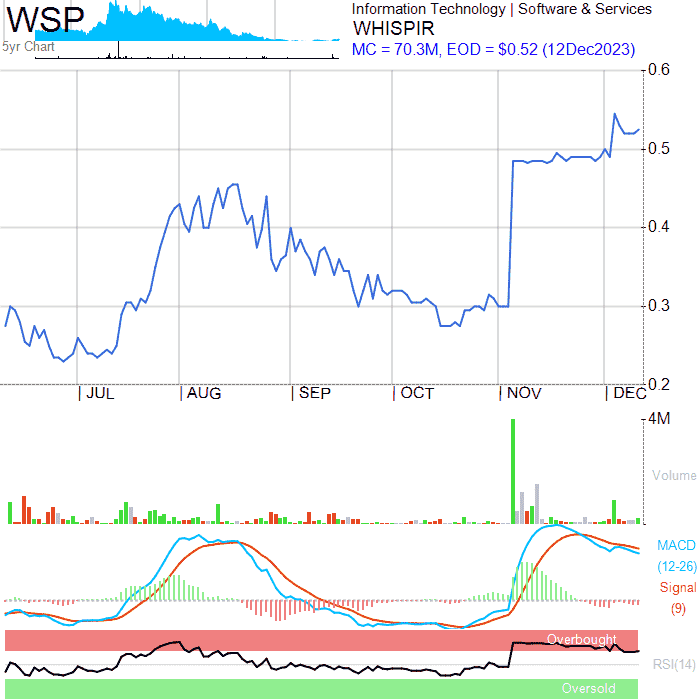 WSP
5yr Chart
Information Technology | Software & Services
WHISPIR
MC = 70.3M, EOD = $0.52 (12Dec2023)
0.6
0.5
0.4
0.3
0.2
| JUL | AUG | SEP | OCT | NOV | DEC
4M
Volume
MACD
(12-26)
Signal
(9)
Overbought
RSI(14)
Oversold